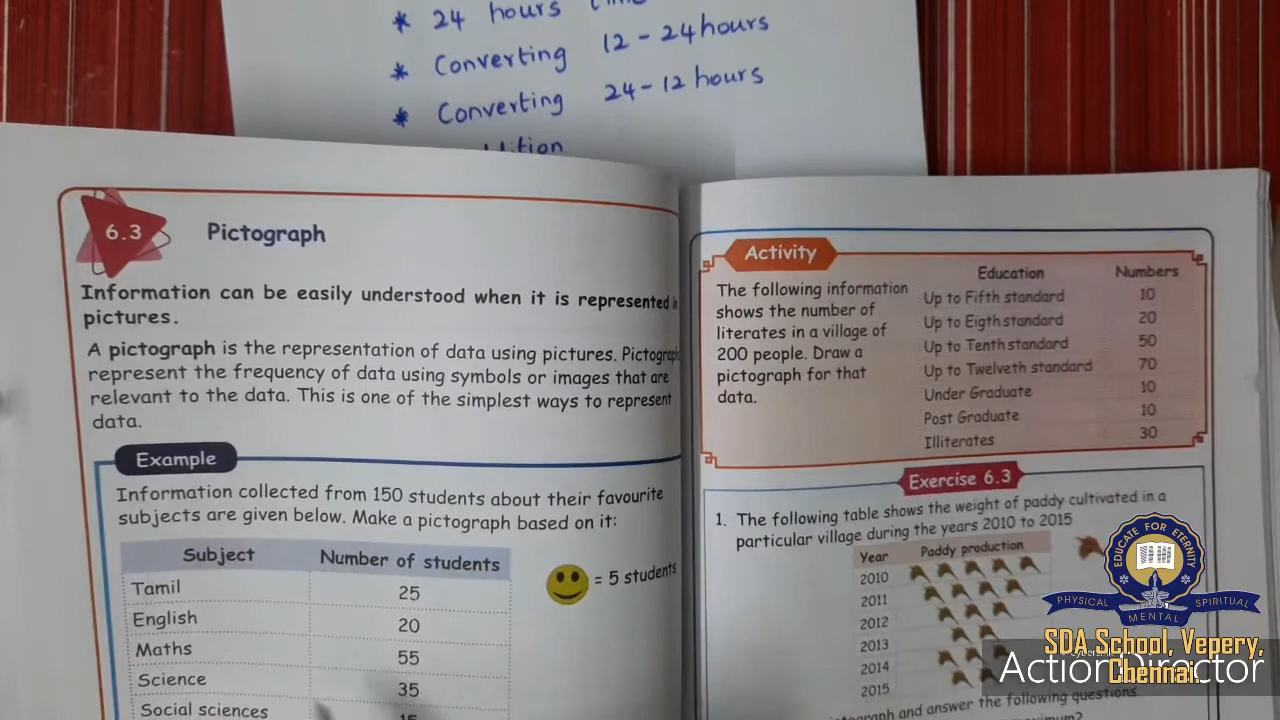 * 24 hours
* Converting 12 - 24 hours
* Converting 24 - 12 hours
6.3 Pictograph
Information can be easily understood when it is represented in
pictures.
A pictograph is the representation of data using pictures. Pictographs
represent the frequency of data using symbols or images that are
relevant to the data. This is one of the simplest ways to represent
data.
Example
Information collected from 150 students about their favourite
subjects are given below. Make a pictograph based on it:
Subject Number of students
Tamil 25
English 20
Maths 55
Science 35
Social sciences 15
= 5 students
Activity
The following information
shows the number of
literates in a village of
200 people. Draw a
pictograph for that
data.
Education Numbers
Up to Fifth standard 10
Up to Eigth standard 20
Up to Tenth standard 50
Up to Twelveth standard 70
Under Graduate 10
Post Graduate 10
Illiterates 30
Exercise 6.3
1. The following table shows the weight of paddy cultivated in a
particular village during the years 2010 to 2015
Year Paddy production
2010
2011
2012
2013
2014
2015
and answer the following questions.
maximum?
EDUCATE FOR ETERNITY
PHYSICAL MENTAL SPIRITUAL
SDA School, Vepery,
Chennai.
ActionDirector